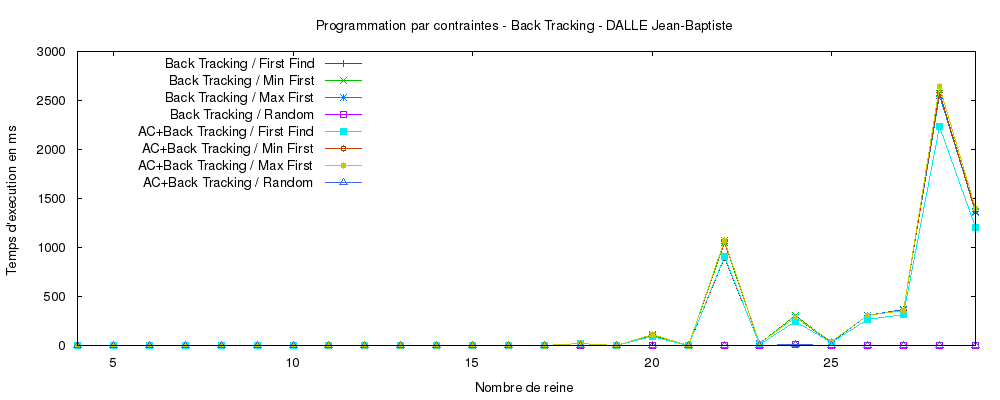 Programmation par contraintes - Back Tracking - DALLE Jean-Baptiste
Temps d'execution en ms
3000
2500
2000
1500
1000
500
0
Back Tracking / First Find
Back Tracking / Min First
Back Tracking / Max First
Back Tracking / Random
AC+Back Tracking / First Find
AC+Back Tracking / Min First
AC+Back Tracking / Max First
AC+Back Tracking / Random
5 10 15 20 25
Nombre de reine